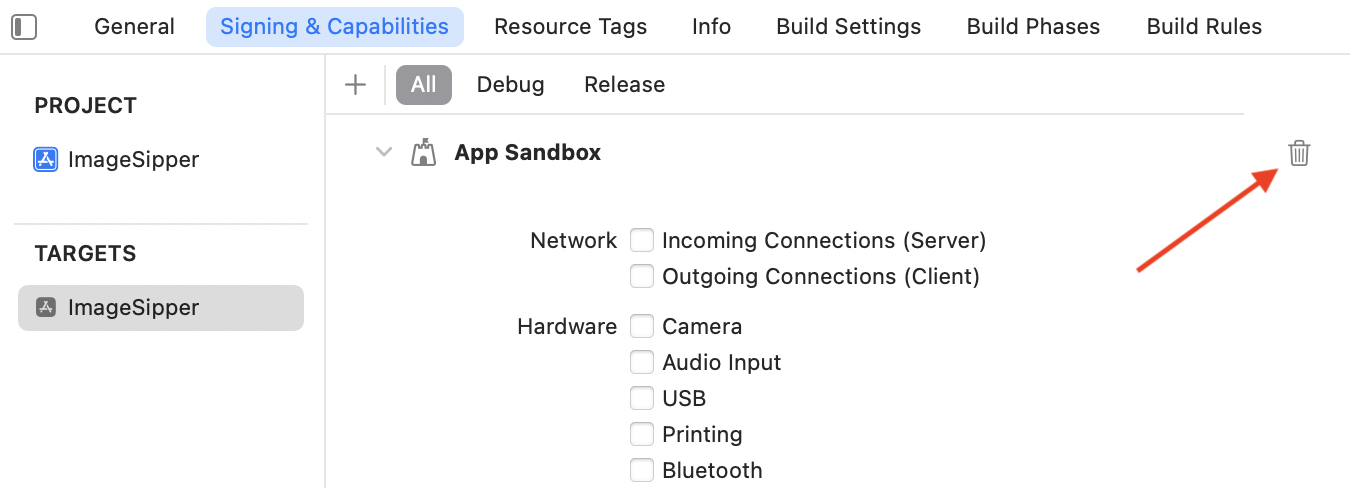 General Signing & Capabilities Resource Tags Info Build Settings Build Phases Build Rules
PROJECT
ImageSipper
TARGETS
ImageSipper
All Debug Release
App Sandbox
Network Incoming Connections (Server)
Outgoing Connections (Client)
Hardware Camera
Audio Input
USB
Printing
Bluetooth